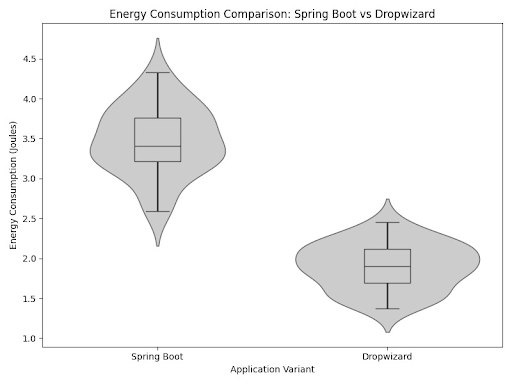 Energy Consumption Comparison: Spring Boot vs Dropwizard
Energy Consumption (Joules)
4.5
4.0
3.5
3.0
2.5
2.0
1.5
1.0
Spring Boot
Dropwizard
Application Variant